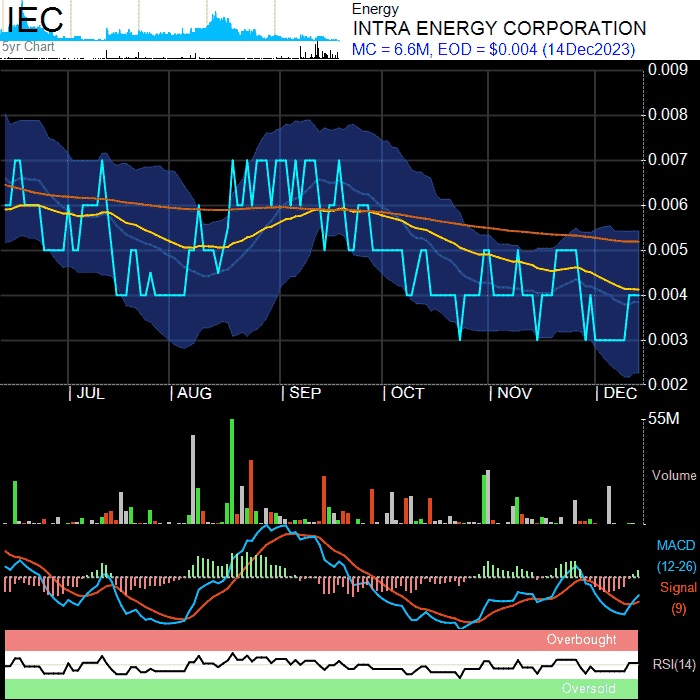 IEC
5yr Chart
Energy
INTRA ENERGY CORPORATION
MC = 6.6M, EOD = $0.004 (14Dec2023)
0.009
0.008
0.007
0.006
0.005
0.004
0.003
0.002
JUL AUG SEP OCT NOV DEC
55M
Volume
MACD
(12-26)
Signal
(9)
Overbought
RSI(14)
Oversold